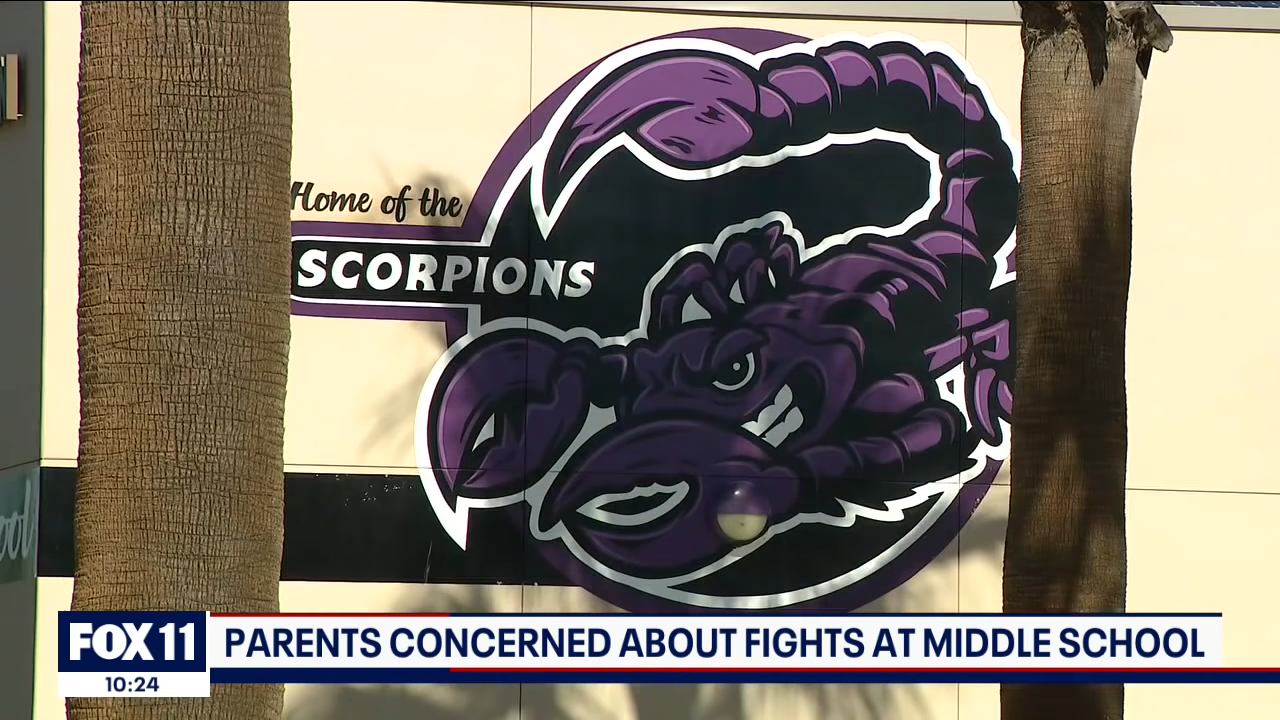 Home of the
SCORPIONS
FOX 11
10:24
PARENTS CONCERNED ABOUT FIGHTS AT MIDDLE SCHOOL